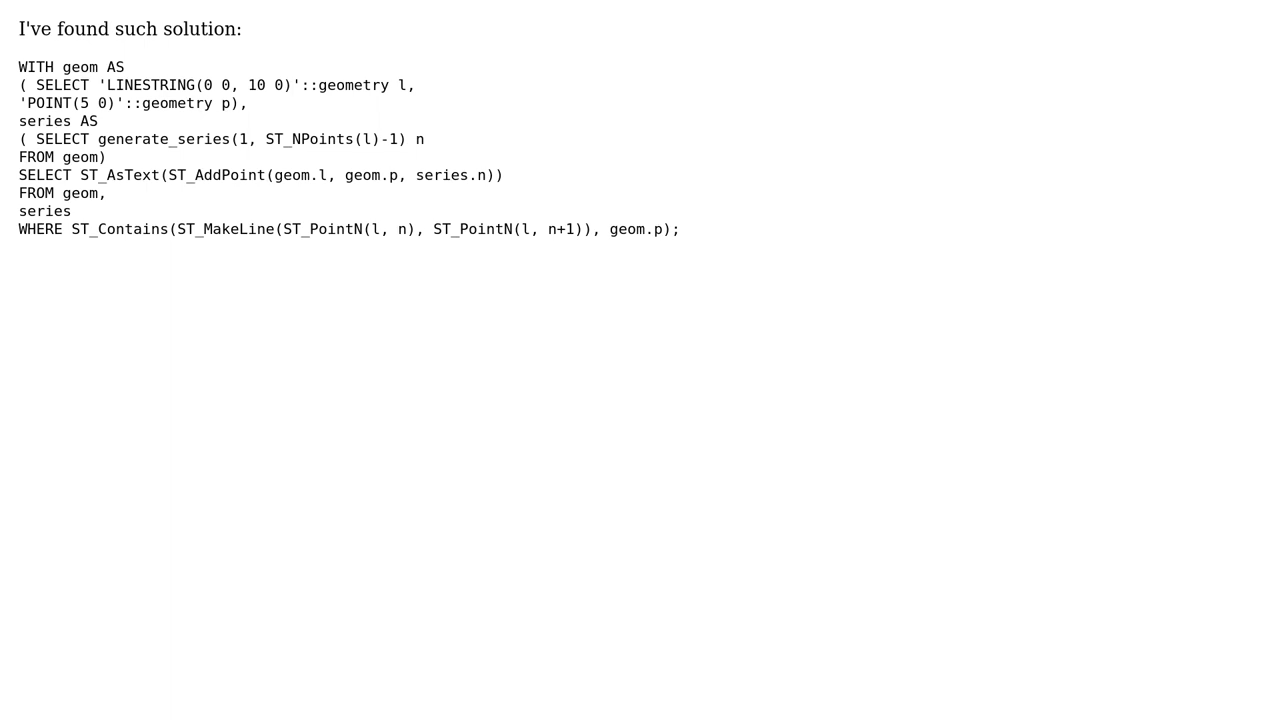 I've found such solution:
WITH geom AS
( SELECT 'LINESTRING(0 0, 10 0)'::geometry l,
'POINT(5 0)'::geometry p),
series AS
( SELECT generate_series(1, ST_NPoints(l)-1) n
FROM geom)
SELECT ST_AsText(ST_AddPoint(geom.l, geom.p, series.n))
FROM geom,
series
WHERE ST_Contains(ST_MakeLine(ST_PointN(l, n), ST_PointN(l, n+1)), geom.p);